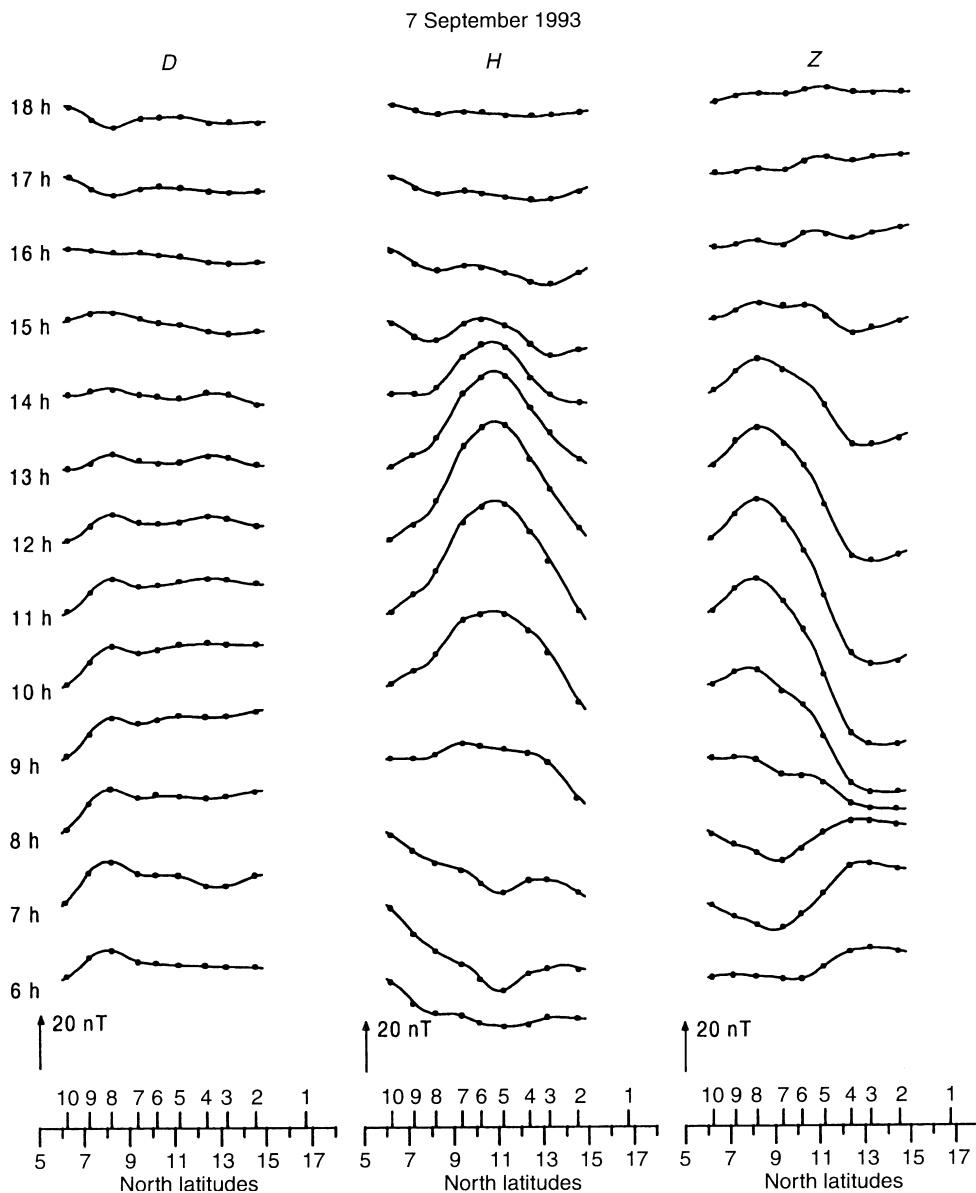 7 September 1993
D H Z
18 h
17 h
16 h
15 h
14 h
13 h
12 h
11 h
10 h
9 h
8 h
7 h
6 h
20 nT 20 nT 20 nT
10 9 8 7 6 5 4 3 2 1 10 9 8 7 6 5 4 3 2 1 10 9 8 7 6 5 4 3 2 1
5 7 9 11 13 15 17 5 7 9 11 13 15 17 5 7 9 11 13 15 17
North latitudes North latitudes North latitudes